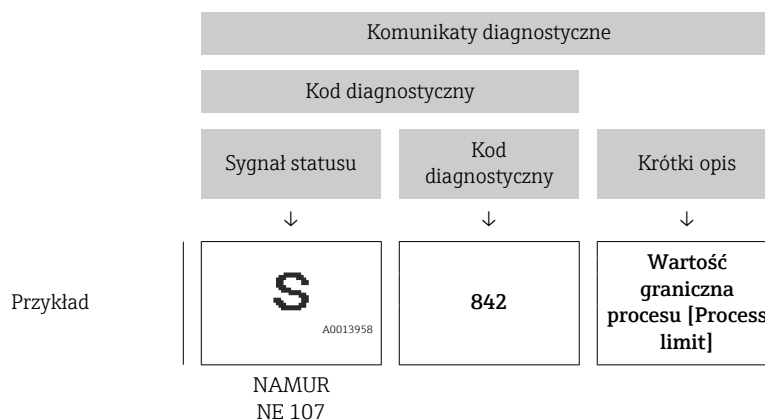 Komunikaty diagnostyczne
Kod diagnostyczny
Sygnał statusu
Kod
diagnostyczny
Krótki opis
↓ ↓ ↓
Przykład
S
A0013958
842
Wartość
graniczna
procesu [Process
limit]
NAMUR
NE 107